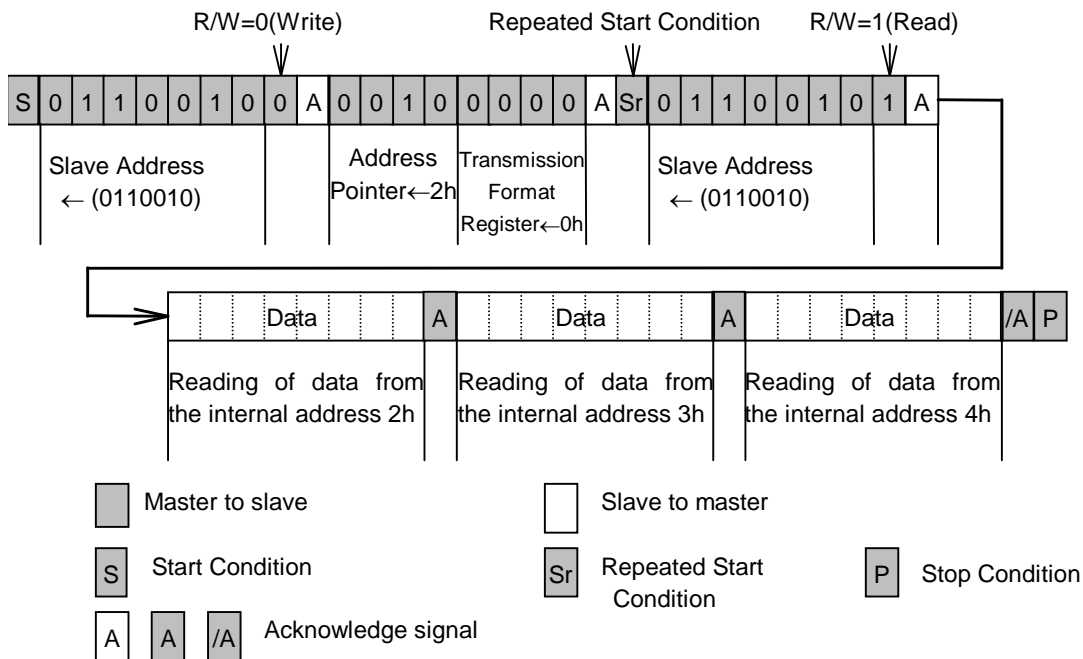 R/W=0(Write) Repeated Start Condition R/W=1(Read)
S 0 1 1 0 0 1 0 0 A 0 0 1 0 0 0 0 0 A Sr 0 1 1 0 0 1 0 1 A
Slave Address
← (0110010)
Address
Pointer←2h
Transmission
Format
Register←0h
Slave Address
← (0110010)
Data A Data A Data /A P
Reading of data from
the internal address 2h
Reading of data from
the internal address 3h
Reading of data from
the internal address 4h
Master to slave
Slave to master
S Start Condition
Sr Repeated Start
Condition
P Stop Condition
A A /A Acknowledge signal